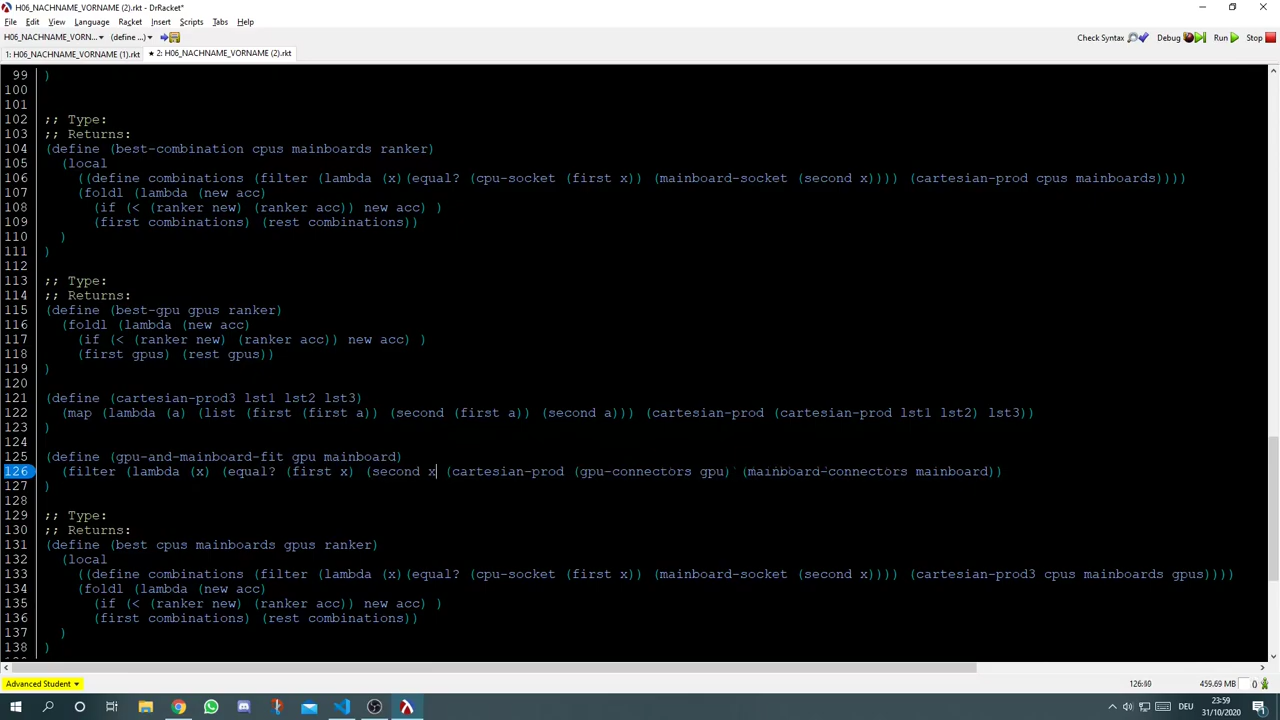 H06_NACHNAME_VORNAME (2).rkt - DrRacket*
File Edit View Language Racket Insert Scripts Tabs Help
H06_NACHNAME_VORN... (define ...) Check Syntax Debug Run Stop
1: H06_NACHNAME_VORNAME (1).rkt ★ 2: H06_NACHNAME_VORNAME (2).rkt
99 )
100
101
102 ;; Type:
103 ;; Returns:
104 (define (best-combination cpus mainboards ranker)
105 (local
106 ((define combinations (filter (lambda (x)(equal? (cpu-socket (first x)) (mainboard-socket (second x)))) (cartesian-prod cpus mainboards))))
107 (foldl (lambda (new acc)
108 (if (< (ranker new) (ranker acc)) new acc) )
109 (first combinations) (rest combinations))
110 )
111 )
112
113 ;; Type:
114 ;; Returns:
115 (define (best-gpu gpus ranker)
116 (foldl (lambda (new acc)
117 (if (< (ranker new) (ranker acc)) new acc) )
118 (first gpus) (rest gpus))
119 )
120
121 (define (cartesian-prod3 lst1 lst2 lst3)
122 (map (lambda (a) (list (first (first a)) (second (first a)) (second a))) (cartesian-prod (cartesian-prod lst1 lst2) lst3))
123 )
124
125 (define (gpu-and-mainboard-fit gpu mainboard)
126 (filter (lambda (x) (equal? (first x) (second x (cartesian-prod (gpu-connectors gpu) (mainboard-connectors mainboard))
127 )
128
129 ;; Type:
130 ;; Returns:
131 (define (best cpus mainboards gpus ranker)
132 (local
133 ((define combinations (filter (lambda (x)(equal? (cpu-socket (first x)) (mainboard-socket (second x)))) (cartesian-prod3 cpus mainboards gpus))))
134 (foldl (lambda (new acc)
135 (if (< (ranker new) (ranker acc)) new acc) )
136 (first combinations) (rest combinations))
137 )
138 )
Advanced Student 126:69 459.69 MB ()
DEU 23:59
31/10/2020